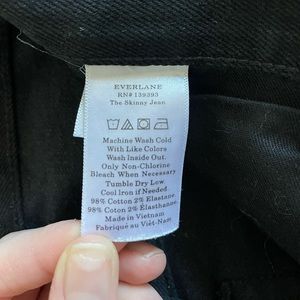 EVERLANE
RN# 139393
The Skinny Jean
Machine Wash Cold
With Like Colors
Wash Inside Out.
Only Non-Chlorine
Bleach When Necessary
Tumble Dry Low.
Cool Iron if Needed.
98% Cotton 2% Elastane
98% Coton 2% Élasthanne.
Made in Vietnam
Fabriqué au Viêt-Nam